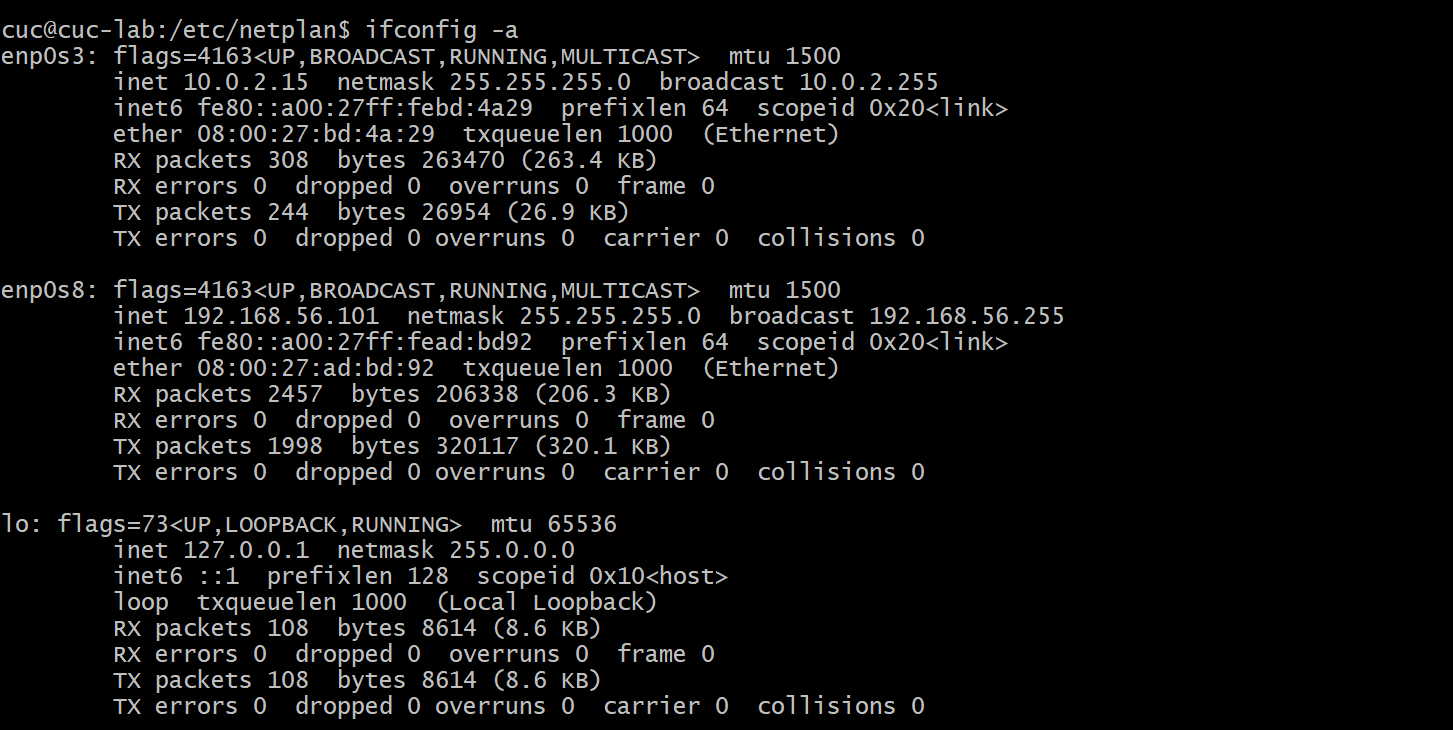 cuc@cuc-lab:/etc/netplan$ ifconfig -a
enp0s3: flags=4163<UP,BROADCAST,RUNNING,MULTICAST>  mtu 1500
        inet 10.0.2.15  netmask 255.255.255.0  broadcast 10.0.2.255
        inet6 fe80::a00:27ff:febd:4a29  prefixlen 64  scopeid 0x20<link>
        ether 08:00:27:bd:4a:29  txqueuelen 1000  (Ethernet)
        RX packets 308  bytes 263470 (263.4 KB)
        RX errors 0  dropped 0  overruns 0  frame 0
        TX packets 244  bytes 26954 (26.9 KB)
        TX errors 0  dropped 0 overruns 0  carrier 0  collisions 0

enp0s8: flags=4163<UP,BROADCAST,RUNNING,MULTICAST>  mtu 1500
        inet 192.168.56.101  netmask 255.255.255.0  broadcast 192.168.56.255
        inet6 fe80::a00:27ff:fead:bd92  prefixlen 64  scopeid 0x20<link>
        ether 08:00:27:ad:bd:92  txqueuelen 1000  (Ethernet)
        RX packets 2457  bytes 206338 (206.3 KB)
        RX errors 0  dropped 0  overruns 0  frame 0
        TX packets 1998  bytes 320117 (320.1 KB)
        TX errors 0  dropped 0 overruns 0  carrier 0  collisions 0

lo: flags=73<UP,LOOPBACK,RUNNING>  mtu 65536
        inet 127.0.0.1  netmask 255.0.0.0
        inet6 ::1  prefixlen 128  scopeid 0x10<host>
        loop  txqueuelen 1000  (Local Loopback)
        RX packets 108  bytes 8614 (8.6 KB)
        RX errors 0  dropped 0  overruns 0  frame 0
        TX packets 108  bytes 8614 (8.6 KB)
        TX errors 0  dropped 0 overruns 0  carrier 0  collisions 0